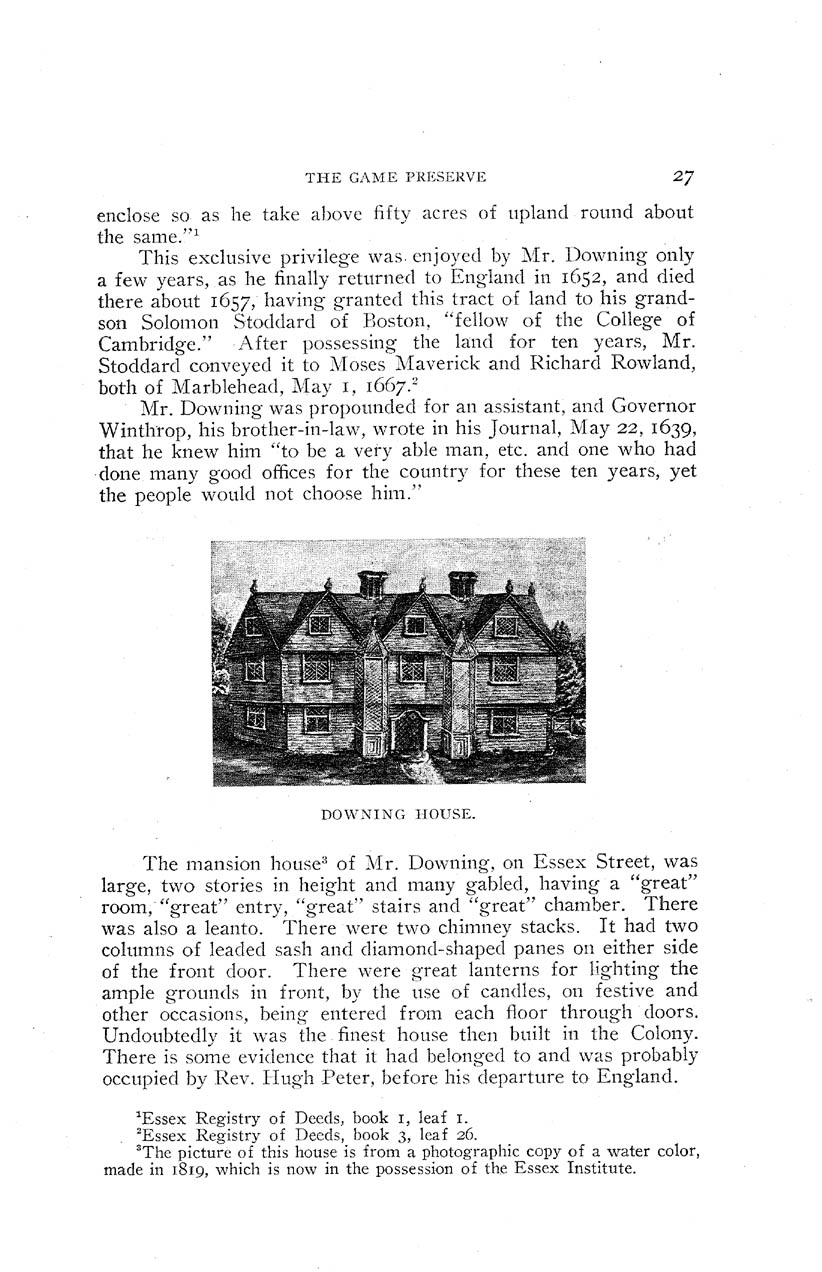 THE GAME PRESERVE 27
enclose so as he take above fifty acres of upland round about
the same.”¹
This exclusive privilege was enjoyed by Mr. Downing only
a few years, as he finally returned to England in 1652, and died
there about 1657, having granted this tract of land to his grand-
son Solomon Stoddard of Boston, “fellow of the College of
Cambridge.” After possessing the land for ten years, Mr.
Stoddard conveyed it to Moses Maverick and Richard Rowland,
both of Marblehead, May 1, 1667.²
Mr. Downing was propounded for an assistant, and Governor
Winthrop, his brother-in-law, wrote in his Journal, May 22, 1639,
that he knew him “to be a very able man, etc. and one who had
done many good offices for the country for these ten years, yet
the people would not choose him.”
DOWNING HOUSE.
The mansion house³ of Mr. Downing, on Essex Street, was
large, two stories in height and many gabled, having a “great”
room, “great” entry, “great” stairs and “great” chamber. There
was also a leanto. There were two chimney stacks. It had two
columns of leaded sash and diamond-shaped panes on either side
of the front door. There were great lanterns for lighting the
ample grounds in front, by the use of candles, on festive and
other occasions, being entered from each floor through doors.
Undoubtedly it was the finest house then built in the Colony.
There is some evidence that it had belonged to and was probably
occupied by Rev. Hugh Peter, before his departure to England.
¹Essex Registry of Deeds, book 1, leaf 1.
²Essex Registry of Deeds, book 3, leaf 26.
³The picture of this house is from a photographic copy of a water color,
made in 1819, which is now in the possession of the Essex Institute.